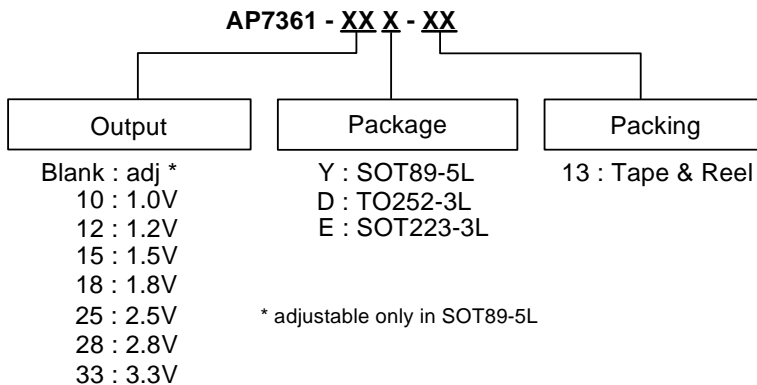 AP7361 - XX X - XX
Output
Package
Packing
Blank : adj *
10 : 1.0V
12 : 1.2V
15 : 1.5V
18 : 1.8V
25 : 2.5V
28 : 2.8V
33 : 3.3V
Y : SOT89-5L
D : TO252-3L
E : SOT223-3L
* adjustable only in SOT89-5L
13 : Tape & Reel